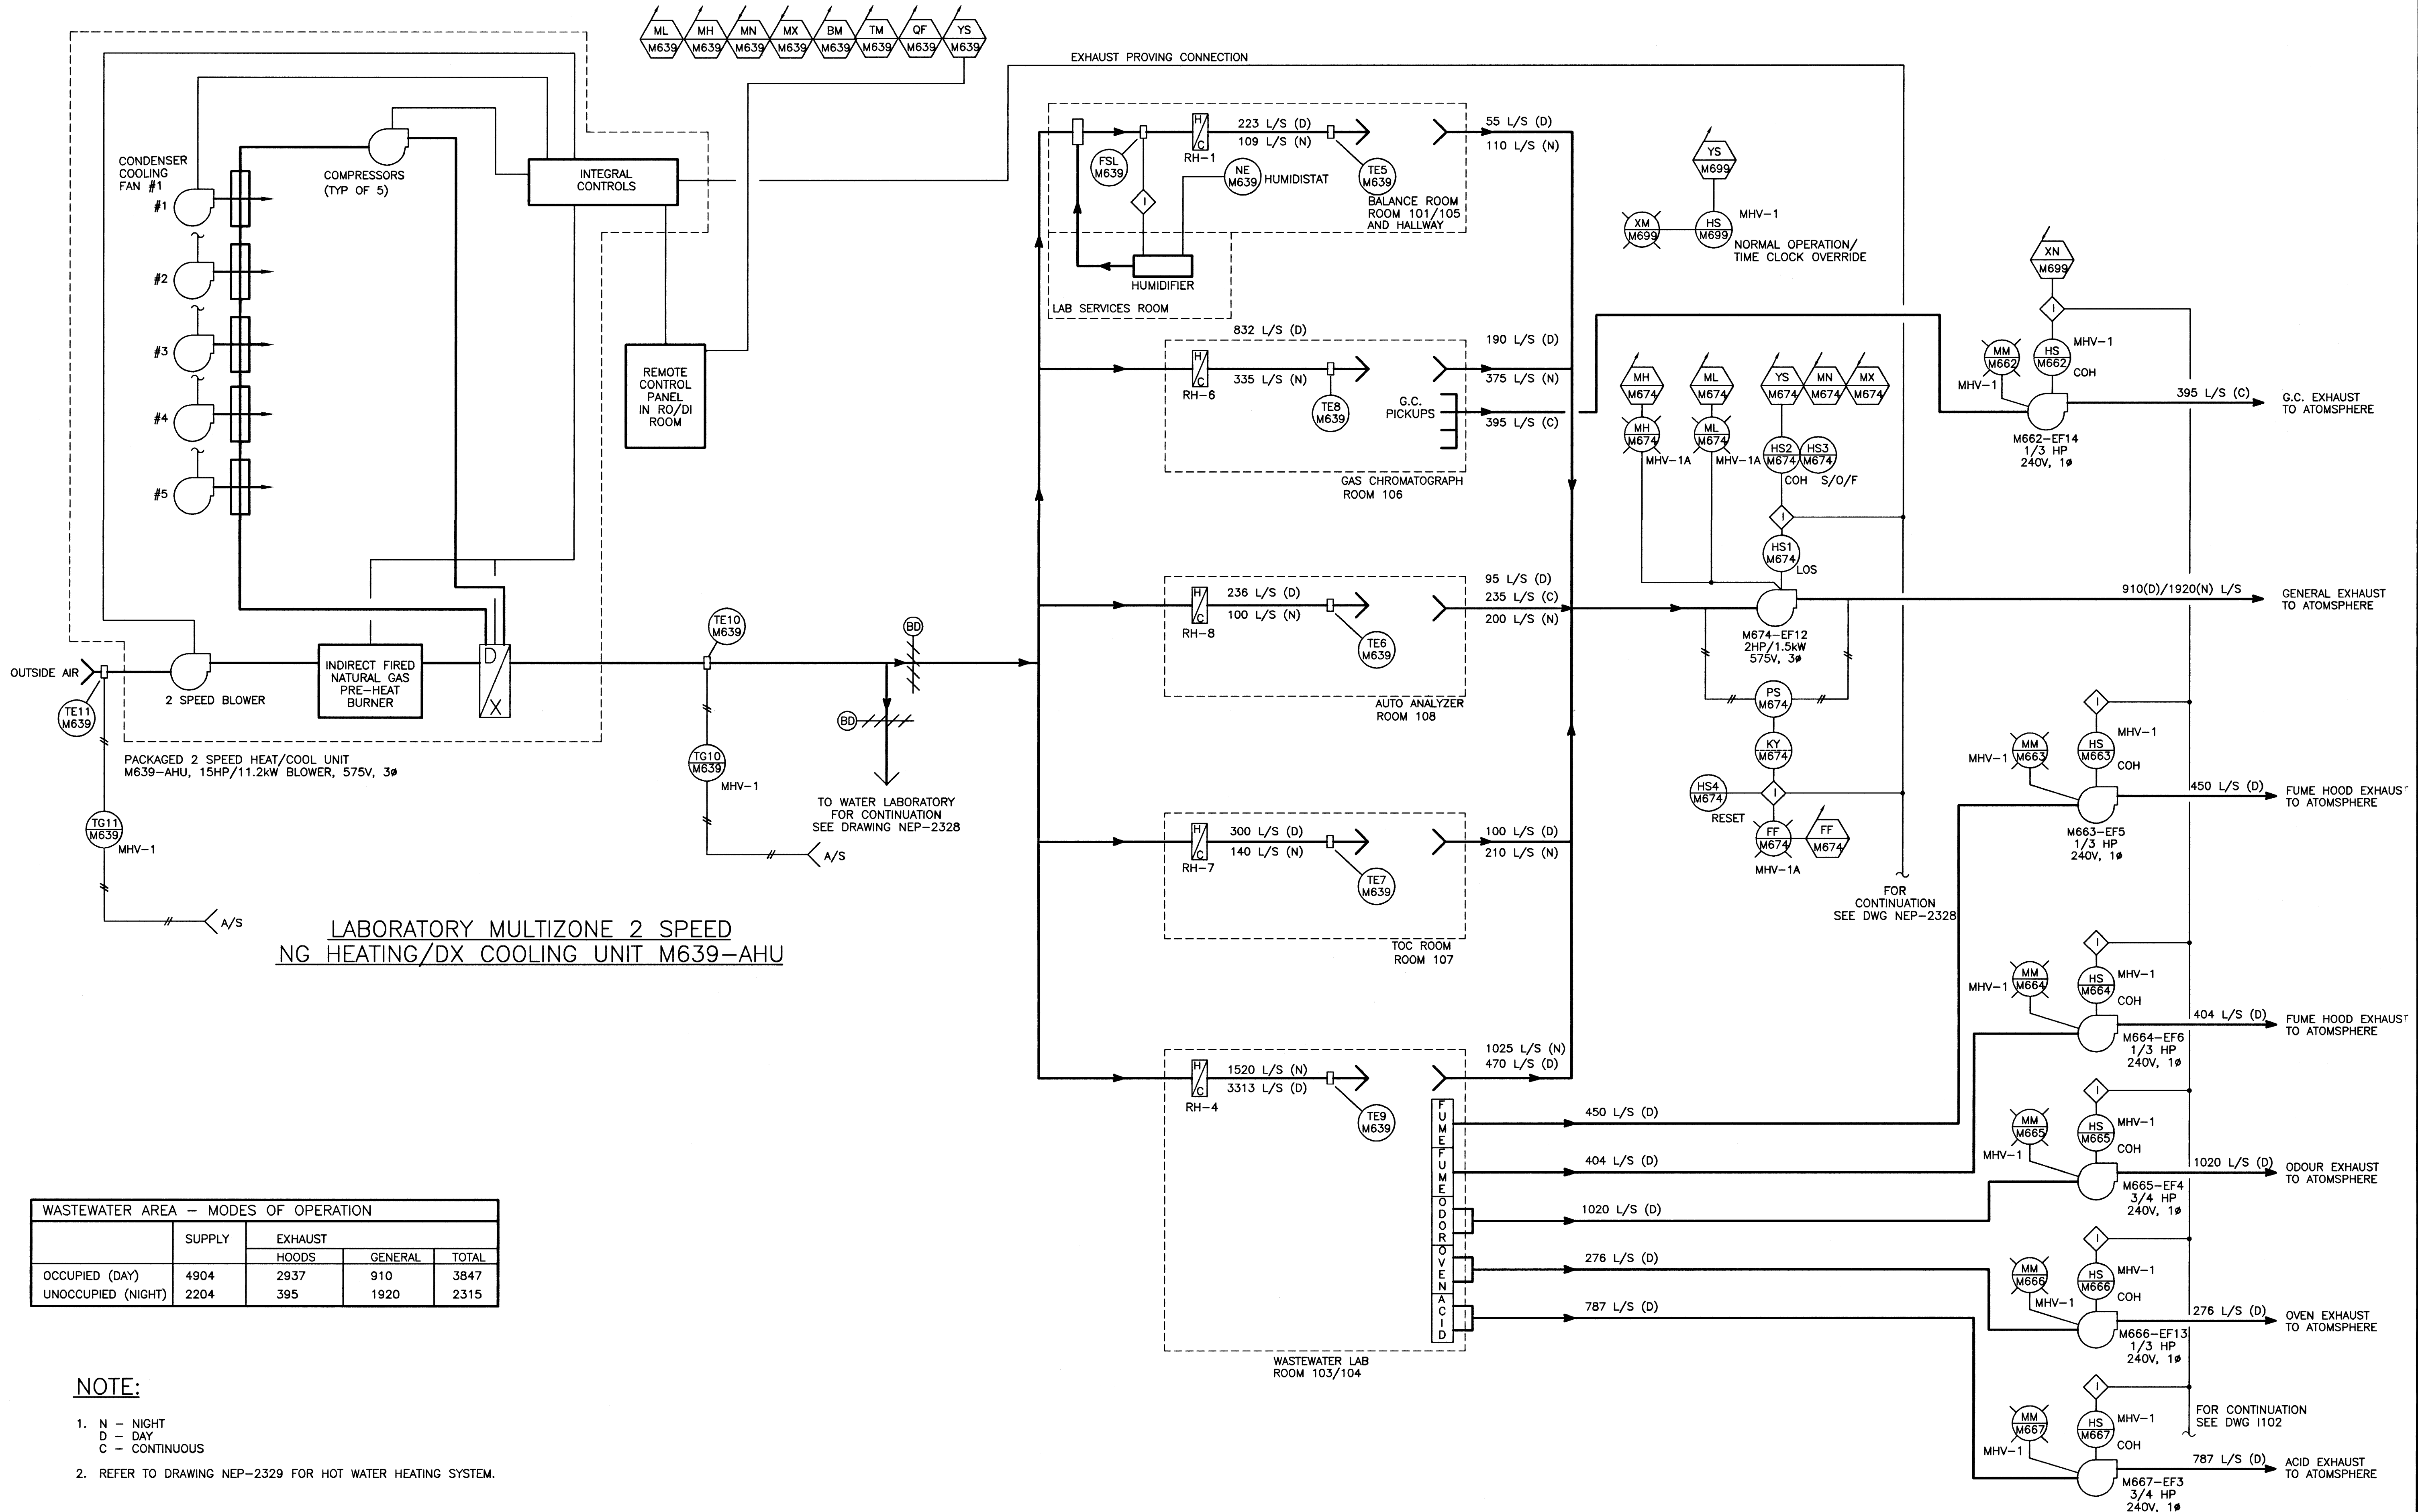 ML
M639
MH
M639
MN
M639
MX
M639
BM
M639
TM
M639
QF
M639
YS
M639
EXHAUST PROVING CONNECTION
CONDENSER
COOLING
FAN #1
#1
#2
#3
#4
#5
COMPRESSORS
(TYP OF 5)
INTEGRAL
CONTROLS
REMOTE
CONTROL
PANEL
IN RO/DI
ROOM
OUTSIDE AIR
TE11
M639
2 SPEED BLOWER
INDIRECT FIRED
NATURAL GAS
PRE-HEAT
BURNER
D
X
PACKAGED 2 SPEED HEAT/COOL UNIT
M639-AHU, 15HP/11.2kW BLOWER, 575V, 3ø
TG11
M639
MHV-1
A/S
TE10
M639
TG10
M639
MHV-1
A/S
BD
BD
TO WATER LABORATORY
FOR CONTINUATION
SEE DRAWING NEP-2328
LABORATORY MULTIZONE 2 SPEED
NG HEATING/DX COOLING UNIT M639-AHU
FSL
M639
I
H
C
RH-1
223 L/S (D)
109 L/S (N)
NE
M639
HUMIDISTAT
TE5
M639
BALANCE ROOM
ROOM 101/105
AND HALLWAY
HUMIDIFIER
LAB SERVICES ROOM
55 L/S (D)
110 L/S (N)
832 L/S (D)
H
C
RH-6
335 L/S (N)
TE8
M639
G.C.
PICKUPS
190 L/S (D)
375 L/S (N)
395 L/S (C)
GAS CHROMATOGRAPH
ROOM 106
H
C
RH-8
236 L/S (D)
100 L/S (N)
TE6
M639
95 L/S (D)
235 L/S (C)
200 L/S (N)
AUTO ANALYZER
ROOM 108
H
C
RH-7
300 L/S (D)
140 L/S (N)
TE7
M639
100 L/S (D)
210 L/S (N)
TOC ROOM
ROOM 107
H
C
RH-4
1520 L/S (N)
3313 L/S (D)
TE9
M639
1025 L/S (N)
470 L/S (D)
FUME
FUME
ODOR
OVEN
ACID
450 L/S (D)
404 L/S (D)
1020 L/S (D)
276 L/S (D)
787 L/S (D)
WASTEWATER LAB
ROOM 103/104
YS
M699
XM
M699
HS
M699
MHV-1
NORMAL OPERATION/
TIME CLOCK OVERRIDE
MH
M674
ML
M674
YS
M674
MN
M674
MX
M674
MH
M674
MHV-1A
ML
M674
MHV-1A
HS2
M674
HS3
M674
COH
S/O/F
I
HS1
M674
LOS
M674-EF12
2HP/1.5kW
575V, 3ø
910(D)/1920(N) L/S
GENERAL EXHAUST
TO ATOMSPHERE
PS
M674
KY
M674
HS4
M674
RESET
I
FF
M674
FF
M674
MHV-1A
FOR
CONTINUATION
SEE DWG NEP-2328
XN
M699
I
MM
M662
MHV-1
HS
M662
MHV-1
COH
M662-EF14
1/3 HP
240V, 1ø
395 L/S (C)
G.C. EXHAUST
TO ATOMSPHERE
I
MM
M663
MHV-1
HS
M663
MHV-1
COH
M663-EF5
1/3 HP
240V, 1ø
450 L/S (D)
FUME HOOD EXHAUST
TO ATOMSPHERE
I
MM
M664
MHV-1
HS
M664
MHV-1
COH
M664-EF6
1/3 HP
240V, 1ø
404 L/S (D)
FUME HOOD EXHAUST
TO ATOMSPHERE
I
MM
M665
MHV-1
HS
M665
MHV-1
COH
M665-EF4
3/4 HP
240V, 1ø
1020 L/S (D)
ODOUR EXHAUST
TO ATOMSPHERE
I
MM
M666
MHV-1
HS
M666
MHV-1
COH
M666-EF13
1/3 HP
240V, 1ø
276 L/S (D)
OVEN EXHAUST
TO ATOMSPHERE
I
MM
M667
MHV-1
HS
M667
MHV-1
COH
M667-EF3
3/4 HP
240V, 1ø
787 L/S (D)
ACID EXHAUST
TO ATOMSPHERE
FOR CONTINUATION
SEE DWG I102
WASTEWATER AREA – MODES OF OPERATION
SUPPLY EXHAUST
HOODS GENERAL TOTAL
OCCUPIED (DAY) 4904 2937 910 3847
UNOCCUPIED (NIGHT) 2204 395 1920 2315
NOTE:
1. N – NIGHT
D – DAY
C – CONTINUOUS
2. REFER TO DRAWING NEP-2329 FOR HOT WATER HEATING SYSTEM.